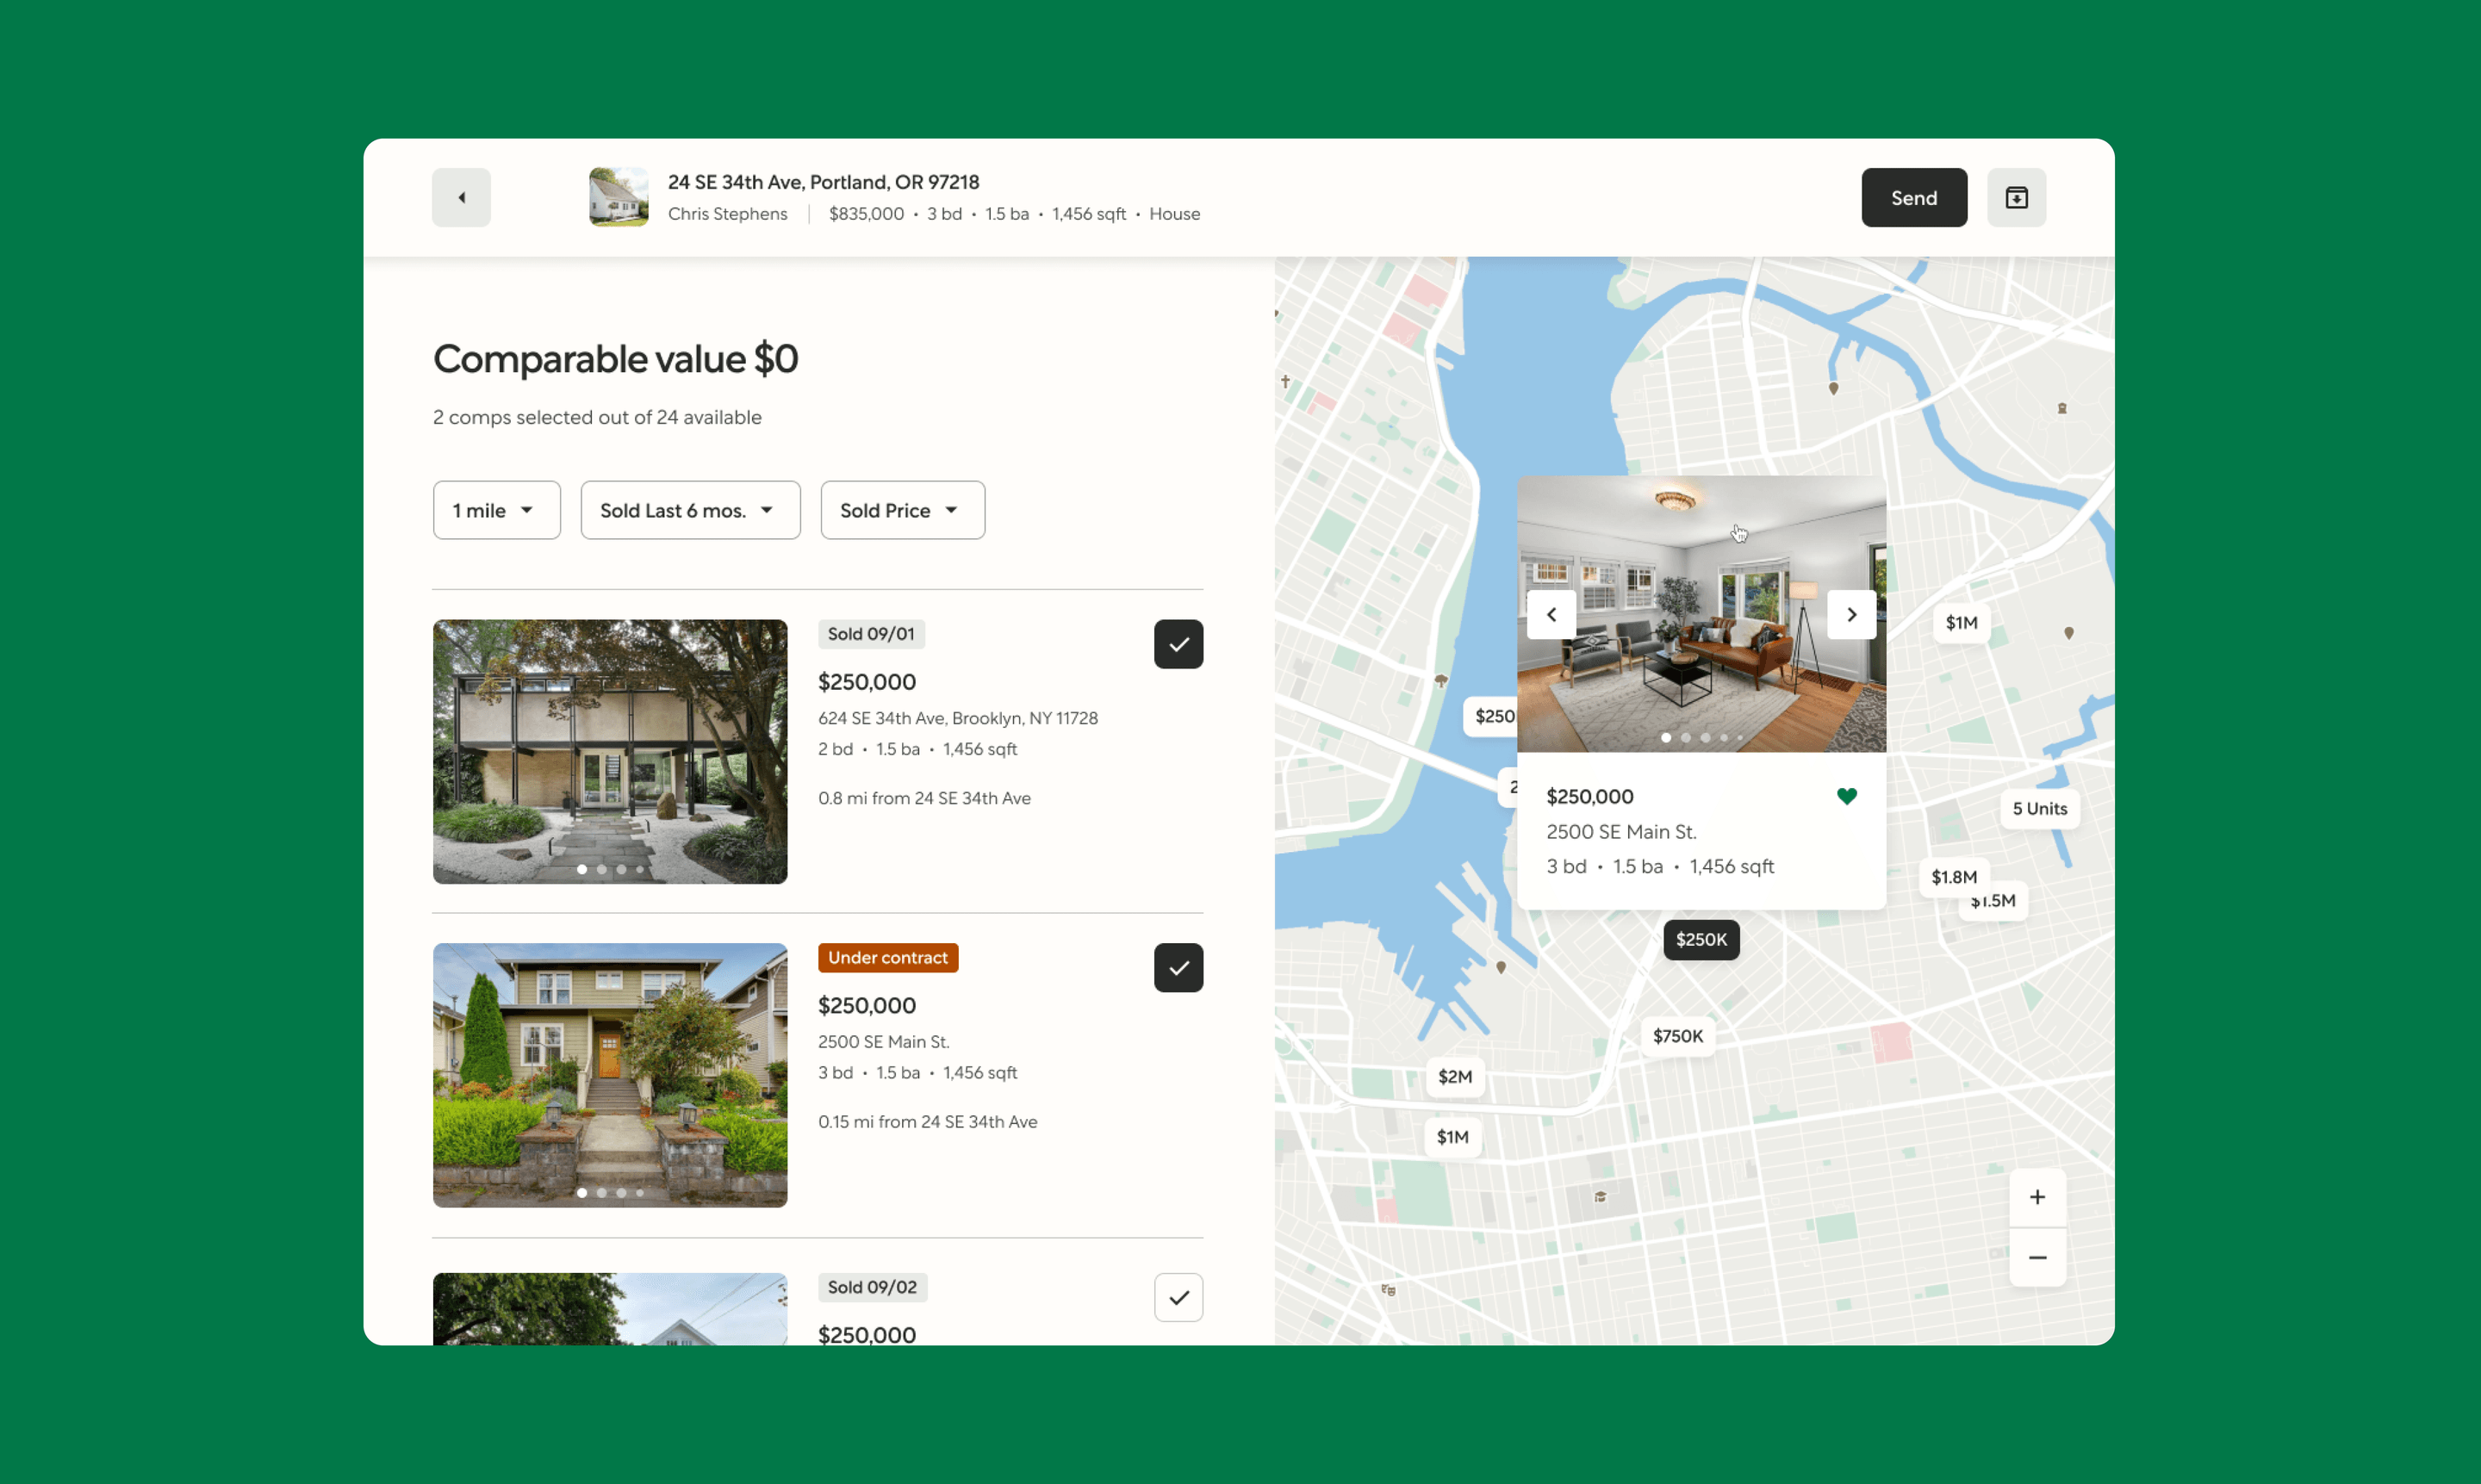 24 SE 34th Ave, Portland, OR 97218
Chris Stephens | $835,000 • 3 bd • 1.5 ba • 1,456 sqft • House
Send
Comparable value $0
2 comps selected out of 24 available
1 mile
Sold Last 6 mos.
Sold Price
Sold 09/01
$250,000
624 SE 34th Ave, Brooklyn, NY 11728
2 bd • 1.5 ba • 1,456 sqft
0.8 mi from 24 SE 34th Ave
Under contract
$250,000
2500 SE Main St.
3 bd • 1.5 ba • 1,456 sqft
0.15 mi from 24 SE 34th Ave
Sold 09/02
$250,000
$1M
$250
2
$250,000
2500 SE Main St.
3 bd • 1.5 ba • 1,456 sqft
5 Units
$1.8M
$1.5M
$250K
$750K
$2M
$1M
+
−